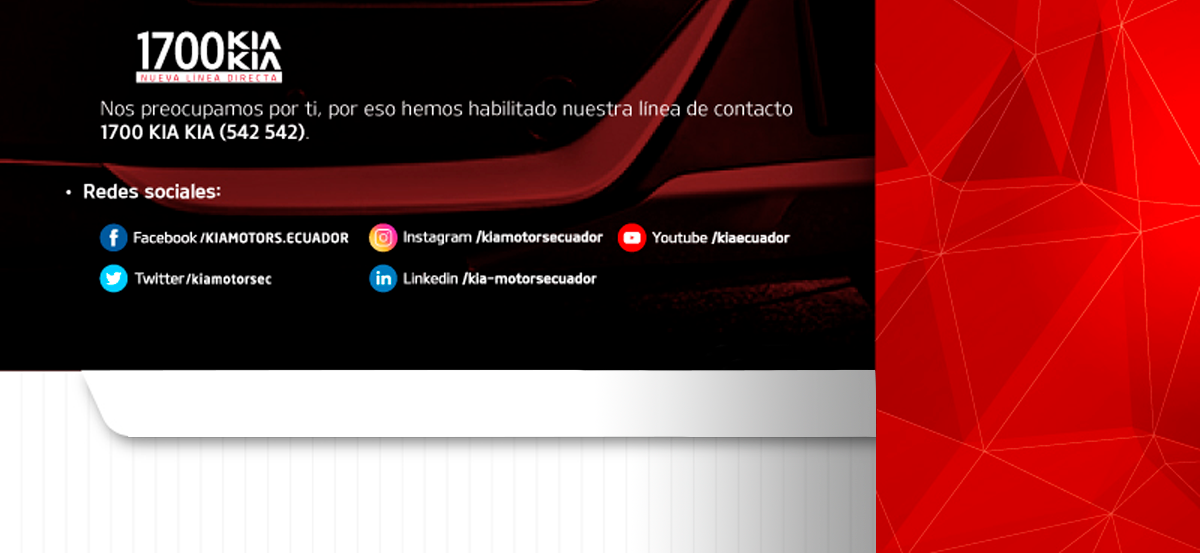 1700 KIA
KIA
NUEVA LÍNEA DIRECTA
Nos preocupamos por ti, por eso hemos habilitado nuestra línea de contacto
1700 KIA KIA (542 542).
• Redes sociales:
Facebook /KIAMOTORS.ECUADOR Instagram /kiamotorsecuador Youtube /kiaecuador
Twitter /kiamotorsec Linkedin /kia-motorsecuador